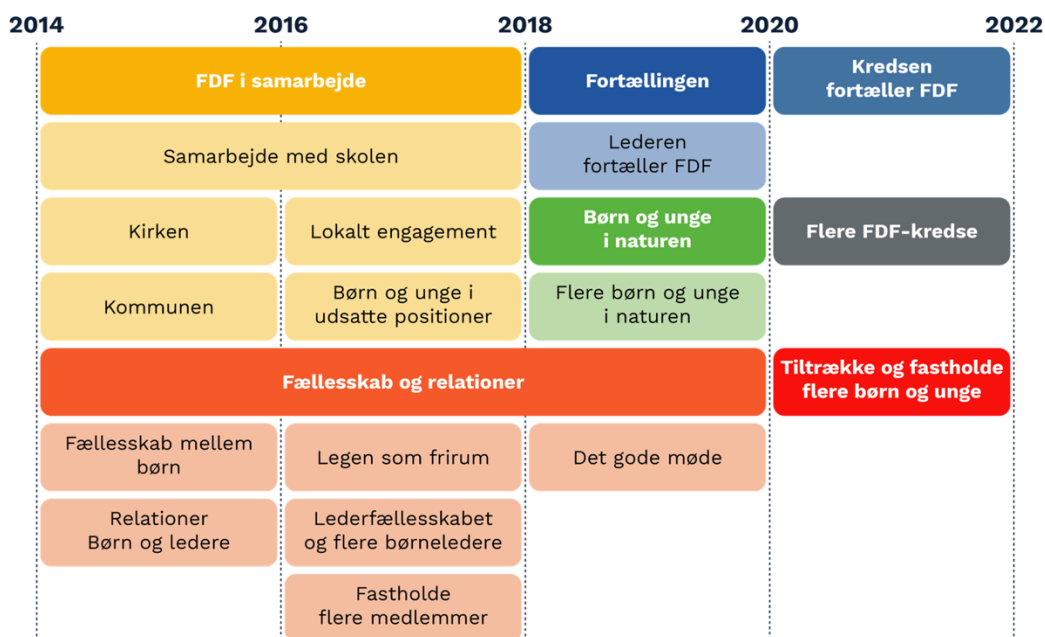 2014 2016 2018 2020 2022
FDF i samarbejde
Fortællingen
Kredsen
fortæller FDF
Samarbejde med skolen
Lederen
fortæller FDF
Kirken
Lokalt engagement
Børn og unge
i naturen
Flere FDF-kredse
Kommunen
Børn og unge i
udsatte positioner
Flere børn og unge
i naturen
Fællesskab og relationer
Tiltrække og fastholde
flere børn og unge
Fællesskab mellem
børn
Legen som frirum
Det gode møde
Relationer
Børn og ledere
Lederfællesskabet
og flere børneledere
Fastholde
flere medlemmer